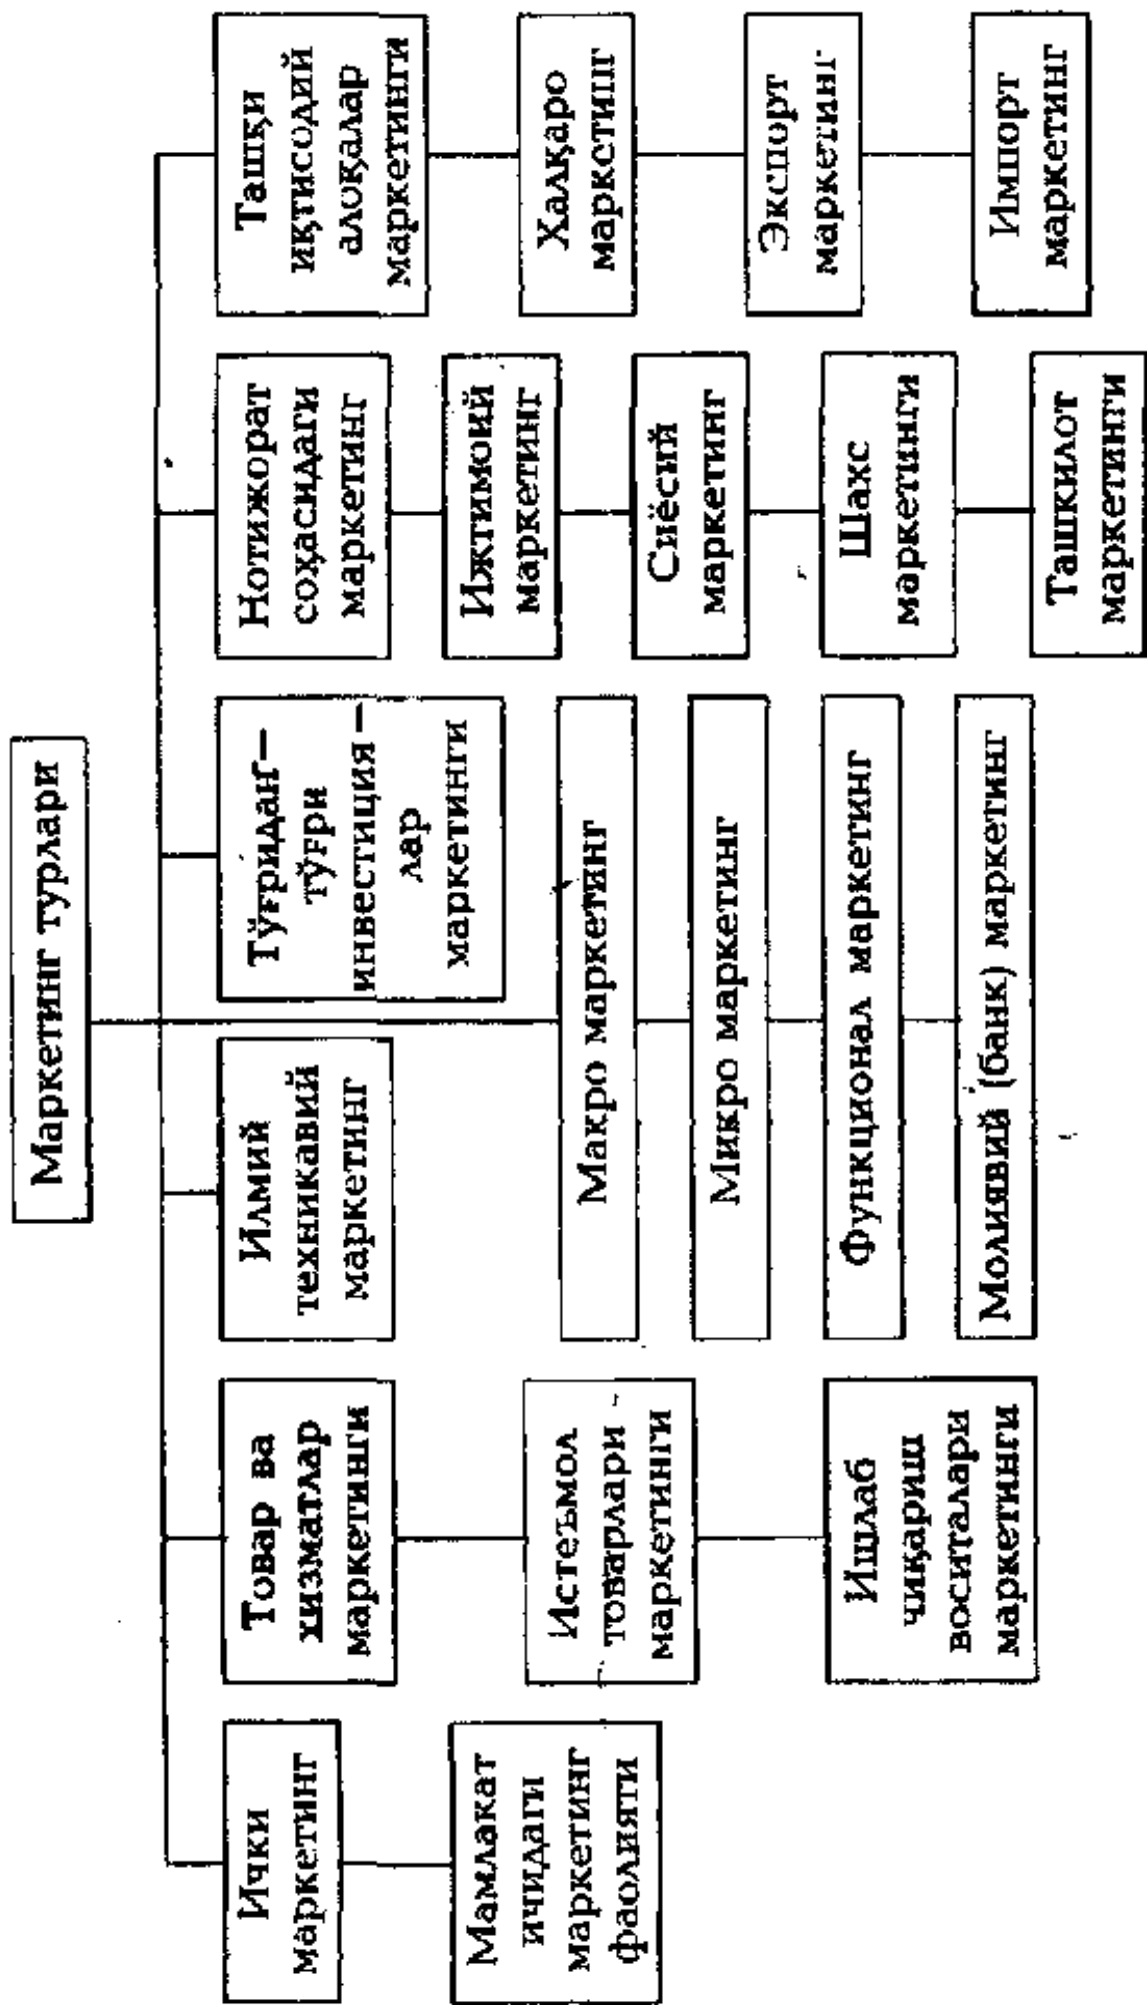 Маркетинг турлари
Ички
маркетинг
Мамлакат
ичидаги
маркетинг
фаолияти
Товар ва
хизматлар
маркетинги
Истеъмол
товарлари
маркетинги
Ишлаб
чиқариш
воситалари
маркетинги
Илмий
техникавий
маркетинг
Тўғридан—
тўғри
инвестиция—
лар
маркетинги
Макро маркетинг
Микро маркетинг
Функционал маркетинг
Молиявий (банк) маркетинг
Нотижорат
соҳасидаги
маркетинг
Ижтимоий
маркетинг
Сиёсий
маркетинг
Шахс
маркетинги
Ташкилот
маркетинги
Ташқи
иқтисодий
алоқалар
маркетинги
Халқаро
маркетинг
Экспорт
маркетинг
Импорт
маркетинг